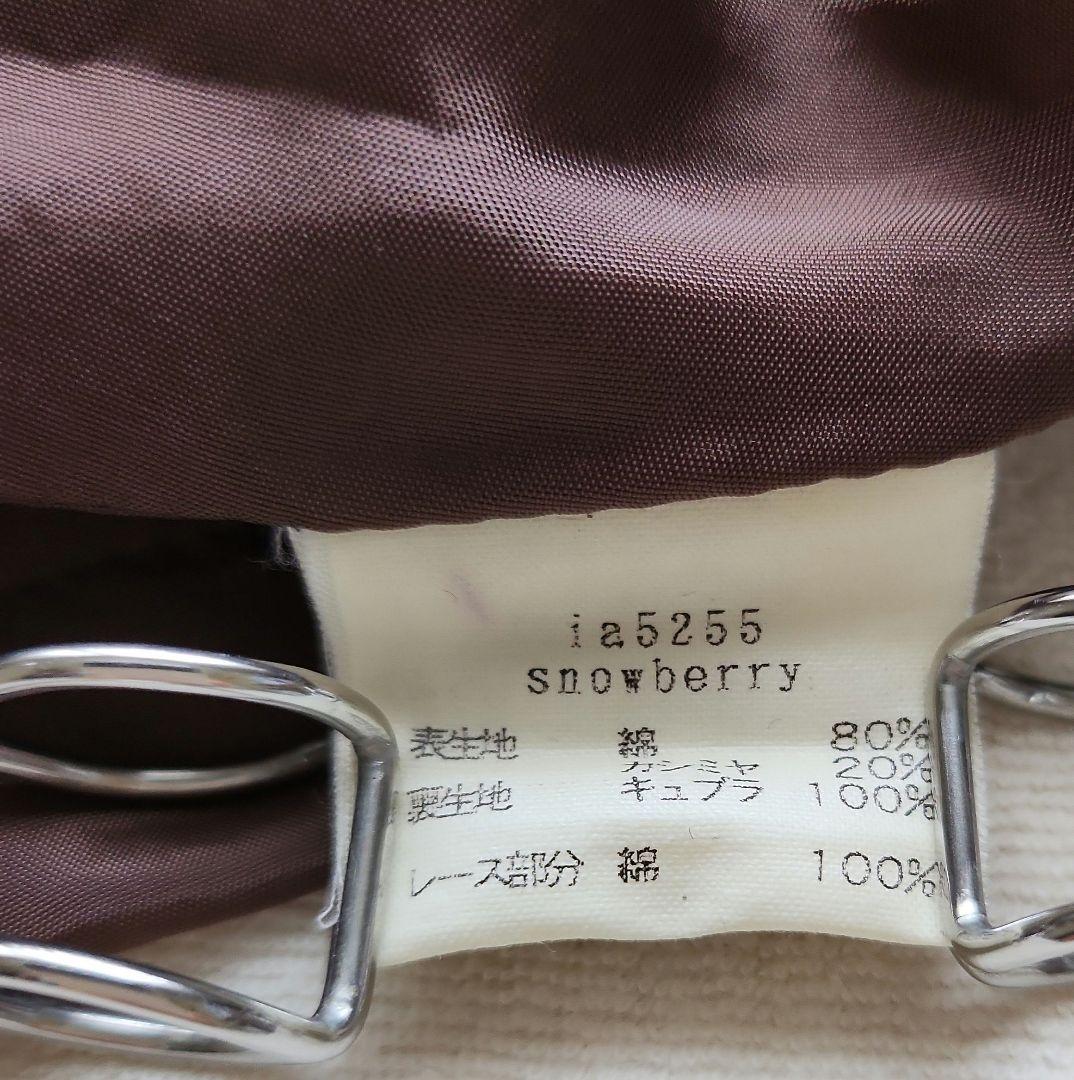 ia5255
snowberry
表生地 綿 80%
カシミヤ 20%
裏生地 キュプラ 100%
レース部分 綿 100%